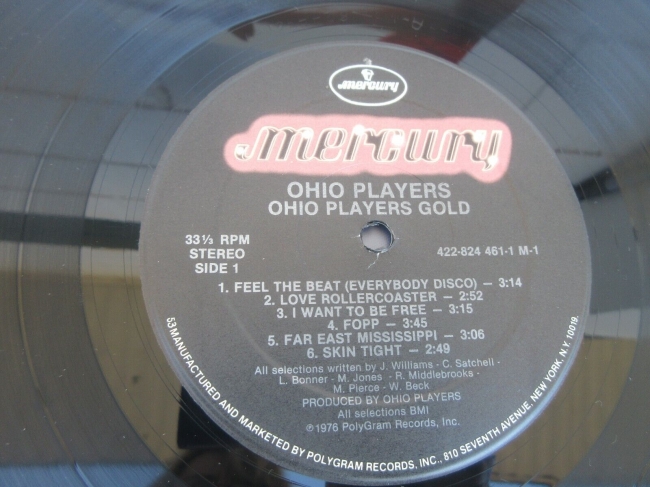 mercury
mercury
OHIO PLAYERS
OHIO PLAYERS GOLD
33 1/3 RPM
STEREO
SIDE 1
422-824 461-1 M-1
1. FEEL THE BEAT (EVERYBODY DISCO) – 3:14
2. LOVE ROLLERCOASTER – 2:52
3. I WANT TO BE FREE – 3:15
4. FOPP – 3:45
5. FAR EAST MISSISSIPPI – 3:06
6. SKIN TIGHT – 2:49
All selections written by J. Williams - C. Satchell -
L. Bonner - M. Jones - R. Middlebrooks -
M. Pierce - W. Beck
PRODUCED BY OHIO PLAYERS
All selections BMI
℗1976 PolyGram Records, Inc.
53 MANUFACTURED AND MARKETED BY POLYGRAM RECORDS, INC., 810 SEVENTH AVENUE, NEW YORK, N.Y. 10019.